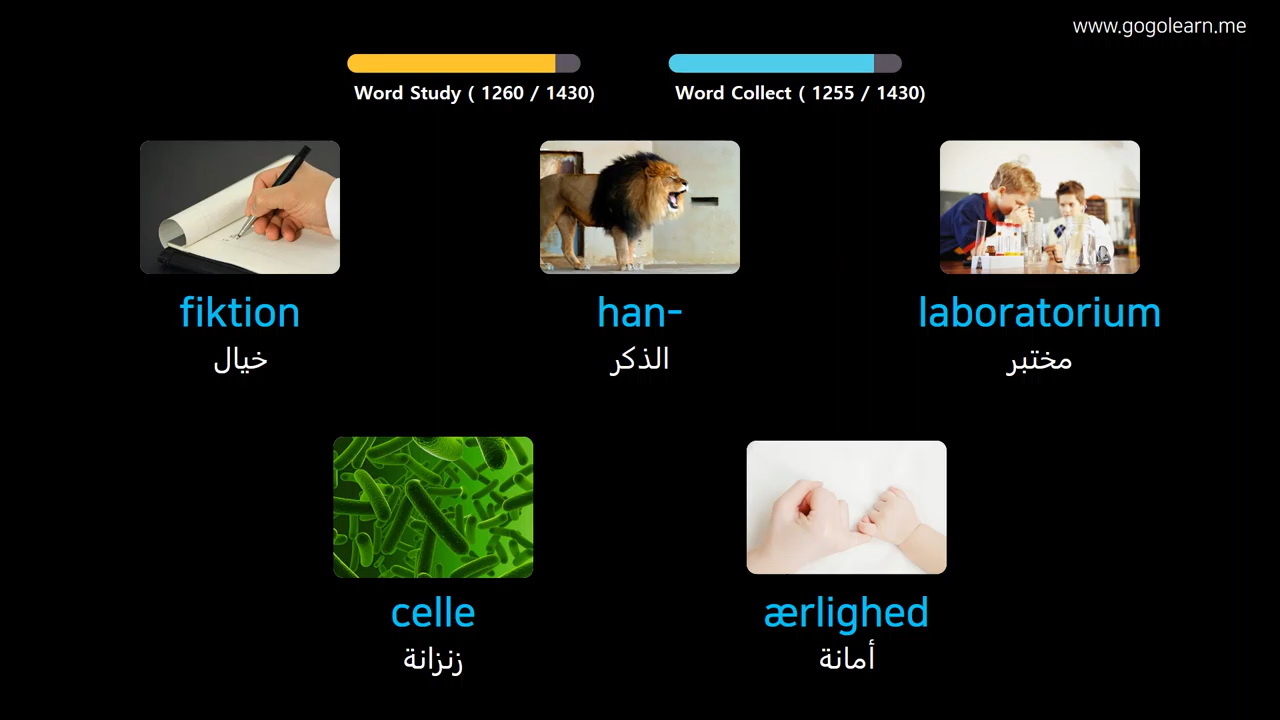 www.gogolearn.me
Word Study ( 1260 / 1430)
Word Collect ( 1255 / 1430)
fiktion
خيال
han-
الذكر
laboratorium
مختبر
celle
زنزانة
ærlighed
أمانة